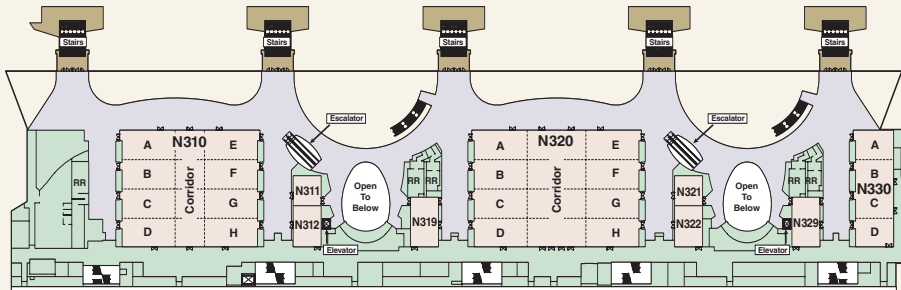 Stairs
Stairs
Stairs
Stairs
Stairs
Escalator
Escalator
A
N310
E
B
F
Corridor
C
G
D
H
RR
N311
N312
Open
To
Below
Elevator
RR
RR
N319
A
N320
E
B
F
Corridor
C
G
D
H
N321
N322
Open
To
Below
Elevator
RR
RR
N329
A
B
N330
C
D